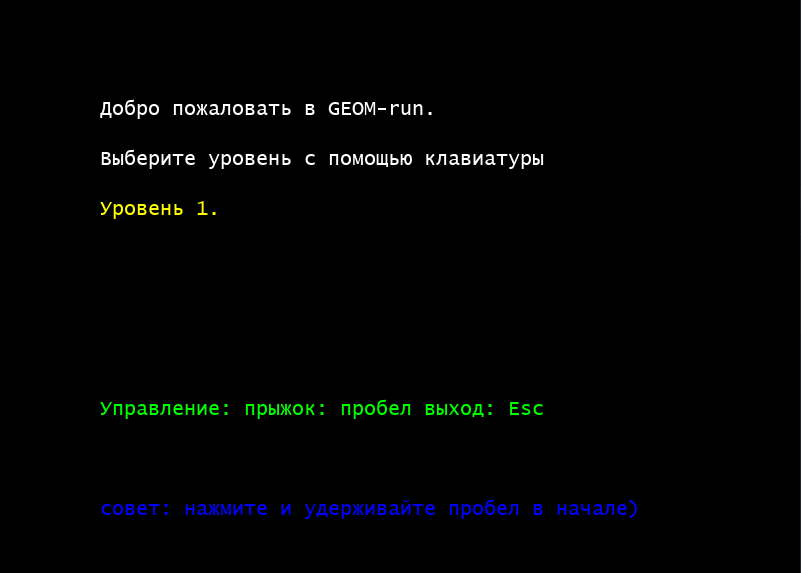 Добро пожаловать в GEOM-run.
Выберите уровень с помощью клавиатуры
Уровень 1.
Управление: прыжок: пробел выход: Esc
совет: нажмите и удерживайте пробел в начале)